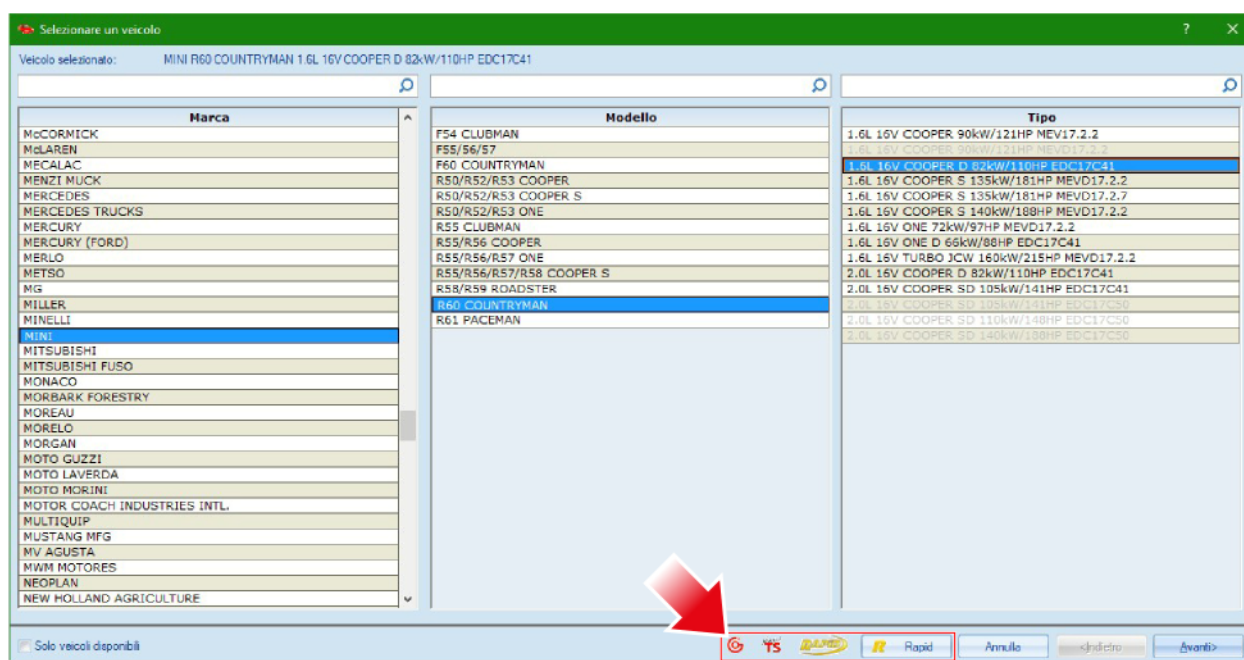 Selezionare un veicolo
?
Veicolo selezionato: MINI R60 COUNTRYMAN 1.6L 16V COOPER D 82kW/110HP EDC17C41
Marca
McCORMICK
McLAREN
MECALAC
MENZI MUCK
MERCEDES
MERCEDES TRUCKS
MERCURY
MERCURY (FORD)
MERLO
METSO
MG
MILLER
MINELLI
MINI
MITSUBISHI
MITSUBISHI FUSO
MONACO
MORBARK FORESTRY
MOREAU
MORELO
MORGAN
MOTO GUZZI
MOTO LAVERDA
MOTO MORINI
MOTOR COACH INDUSTRIES INTL.
MULTIQUIP
MUSTANG MFG
MV AGUSTA
MWM MOTORES
NEOPLAN
NEW HOLLAND AGRICULTURE
Modello
F54 CLUBMAN
F55/56/57
F60 COUNTRYMAN
R50/R52/R53 COOPER
R50/R52/R53 COOPER S
R50/R52/R53 ONE
R55 CLUBMAN
R55/R56 COOPER
R55/R56/R57 ONE
R55/R56/R57/R58 COOPER S
R58/R59 ROADSTER
R60 COUNTRYMAN
R61 PACEMAN
Tipo
1.6L 16V COOPER 90kW/121HP MEV17.2.2
1.6L 16V COOPER 90kW/121HP MEVD17.2.2
1.6L 16V COOPER D 82kW/110HP EDC17C41
1.6L 16V COOPER S 135kW/181HP MEVD17.2.2
1.6L 16V COOPER S 135kW/181HP MEVD17.2.7
1.6L 16V COOPER S 140kW/188HP MEVD17.2.2
1.6L 16V ONE 72kW/97HP MEVD17.2.2
1.6L 16V ONE D 66kW/88HP EDC17C41
1.6L 16V TURBO JCW 160kW/215HP MEVD17.2.2
2.0L 16V COOPER D 82kW/110HP EDC17C41
2.0L 16V COOPER SD 105kW/141HP EDC17C41
2.0L 16V COOPER SD 105kW/141HP EDC17C50
2.0L 16V COOPER SD 110kW/148HP EDC17C50
2.0L 16V COOPER SD 140kW/188HP EDC17C50
Solo veicoli disponibili
TS
R Rapid
Annulla
<Indietro
Avanti>